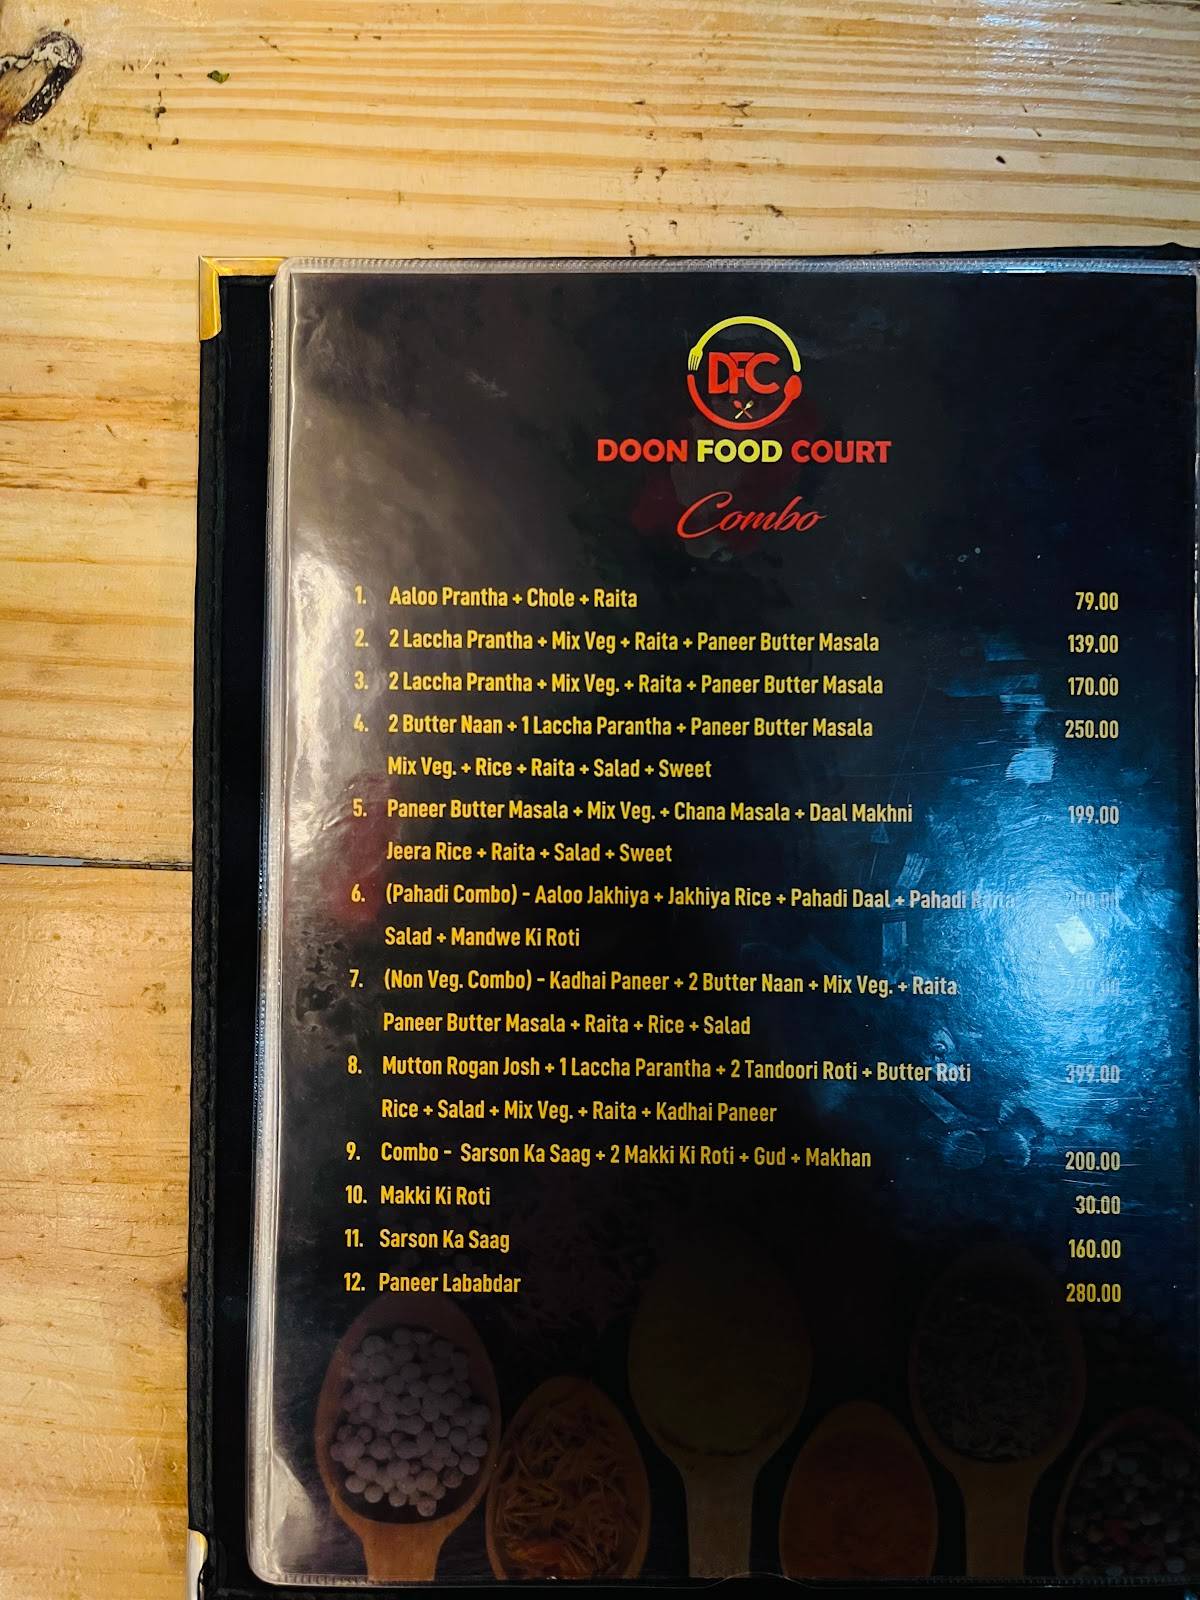 DFC
DOON FOOD COURT
Combo
1. Aaloo Prantha + Chole + Raita 79.00
2. 2 Laccha Prantha + Mix Veg + Raita + Paneer Butter Masala 139.00
3. 2 Laccha Prantha + Mix Veg. + Raita + Paneer Butter Masala 170.00
4. 2 Butter Naan + 1 Laccha Parantha + Paneer Butter Masala 250.00
Mix Veg. + Rice + Raita + Salad + Sweet
5. Paneer Butter Masala + Mix Veg. + Chana Masala + Daal Makhni 199.00
Jeera Rice + Raita + Salad + Sweet
6. (Pahadi Combo) - Aaloo Jakhiya + Jakhiya Rice + Pahadi Daal + Pahadi Raita
Salad + Mandwe Ki Roti
7. (Non Veg. Combo) - Kadhai Paneer + 2 Butter Naan + Mix Veg. + Raita
Paneer Butter Masala + Raita + Rice + Salad
8. Mutton Rogan Josh + 1 Laccha Parantha + 2 Tandoori Roti + Butter Roti 399.00
Rice + Salad + Mix Veg. + Raita + Kadhai Paneer
9. Combo - Sarson Ka Saag + 2 Makki Ki Roti + Gud + Makhan 200.00
10. Makki Ki Roti 30.00
11. Sarson Ka Saag 160.00
12. Paneer Lababdar 280.00